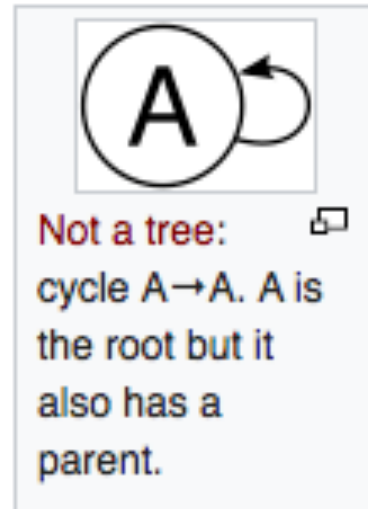 A
Not a tree:
cycle A→A. A is
the root but it
also has a
parent.